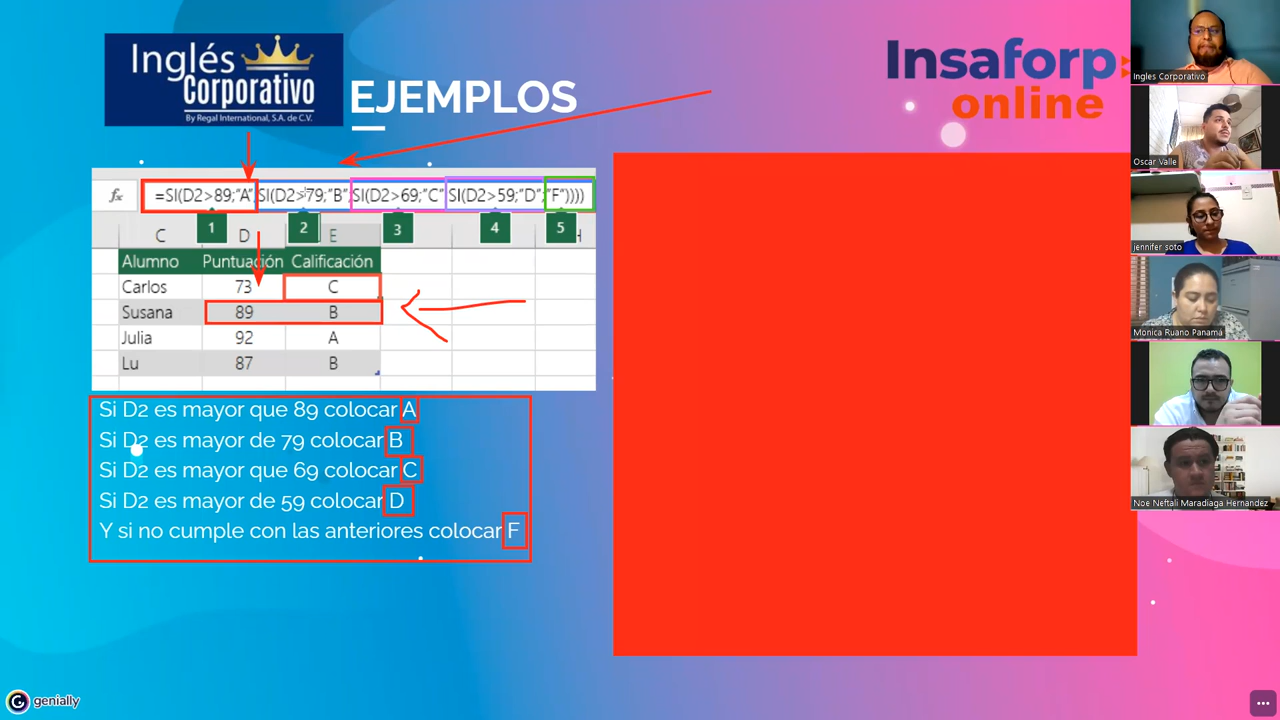 Inglés
Corporativo
By Regal International, S.A. de C.V.
EJEMPLOS
Insaforp
online
fx =SI(D2>89;"A";SI(D2>79;"B";SI(D2>69;"C" SI(D2>59;"D";"F"))))
1 2 3 4 5
C D E H
Alumno Puntuación Calificación
Carlos 73 C
Susana 89 B
Julia 92 A
Lu 87 B
Si D2 es mayor que 89 colocar A
Si D2 es mayor de 79 colocar B
Si D2 es mayor que 69 colocar C
Si D2 es mayor de 59 colocar D
Y si no cumple con las anteriores colocar F
genially
Ingles Corporativo
Oscar Valle
jennifer soto
Monica Ruano Panamá
Noe Neftali Maradiaga Hernandez